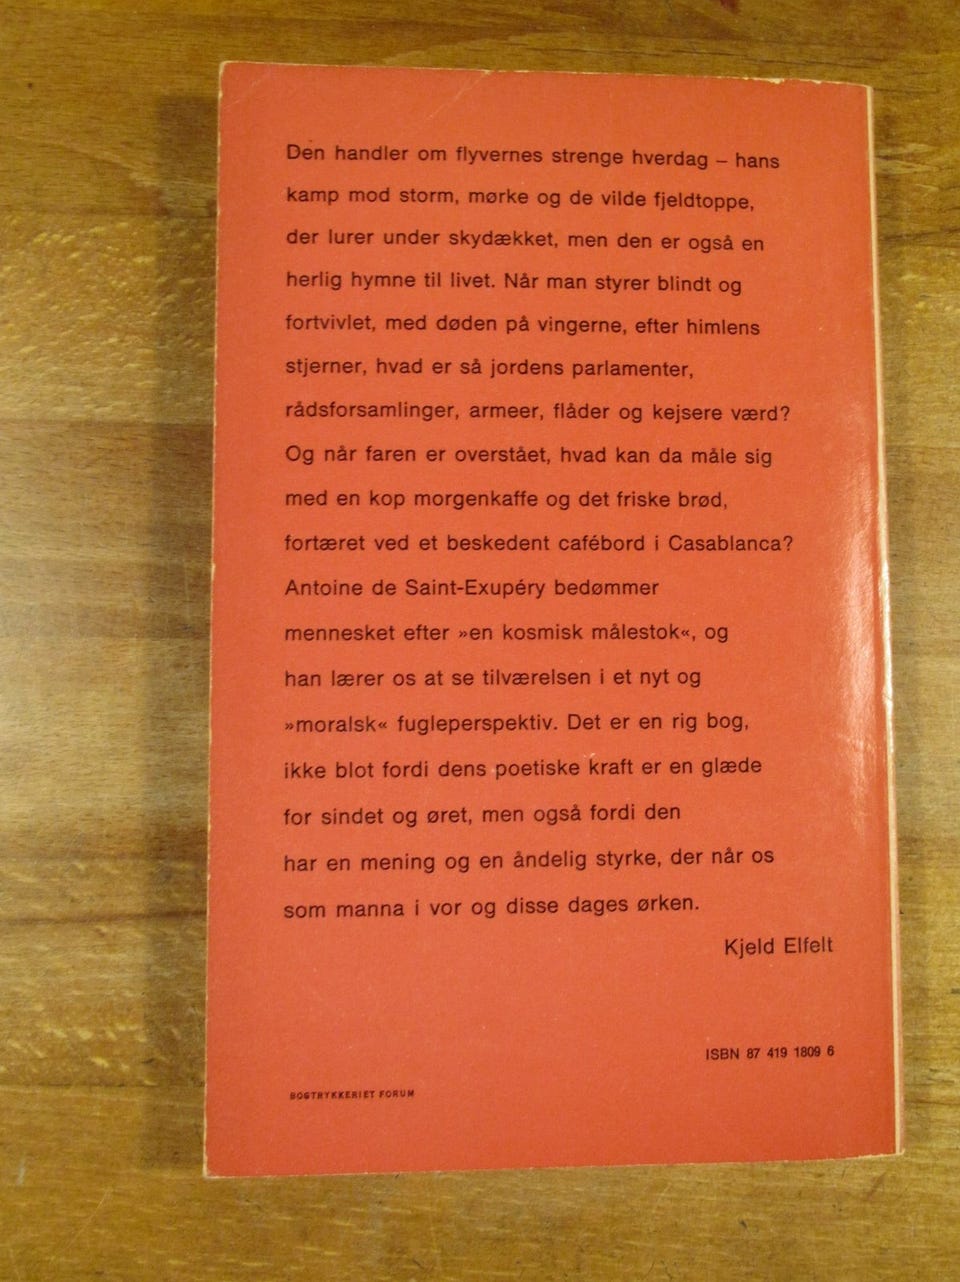 Den handler om flyvernes strenge hverdag – hans
kamp mod storm, mørke og de vilde fjeldtoppe,
der lurer under skydækket, men den er også en
herlig hymne til livet. Når man styrer blindt og
fortvivlet, med døden på vingerne, efter himlens
stjerner, hvad er så jordens parlamenter,
rådsforsamlinger, armeer, flåder og kejsere værd?
Og når faren er overstået, hvad kan da måle sig
med en kop morgenkaffe og det friske brød,
fortæret ved et beskedent cafébord i Casablanca?
Antoine de Saint-Exupéry bedømmer
mennesket efter »en kosmisk målestok«, og
han lærer os at se tilværelsen i et nyt og
»moralsk« fugleperspektiv. Det er en rig bog,
ikke blot fordi dens poetiske kraft er en glæde
for sindet og øret, men også fordi den
har en mening og en åndelig styrke, der når os
som manna i vor og disse dages ørken.
Kjeld Elfelt
ISBN 87 419 1809 6
BOGTRYKKERIET FORUM